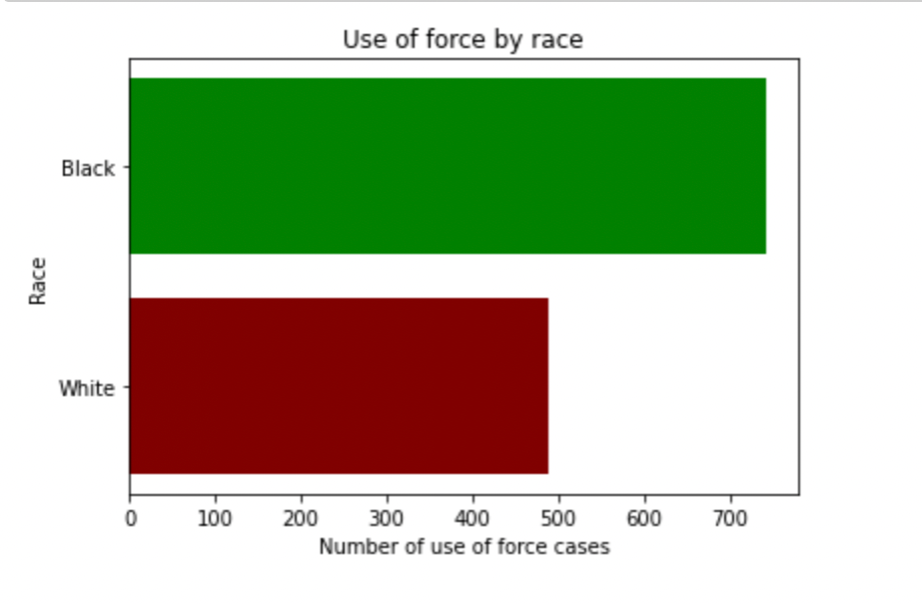 Use of force by race
Black
Race
White
0 100 200 300 400 500 600 700
Number of use of force cases